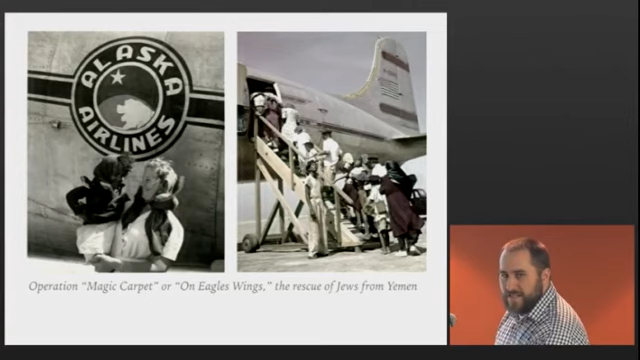 ALASKA
AIRLINES
Operation “Magic Carpet” or “On Eagles Wings,” the rescue of Jews from Yemen